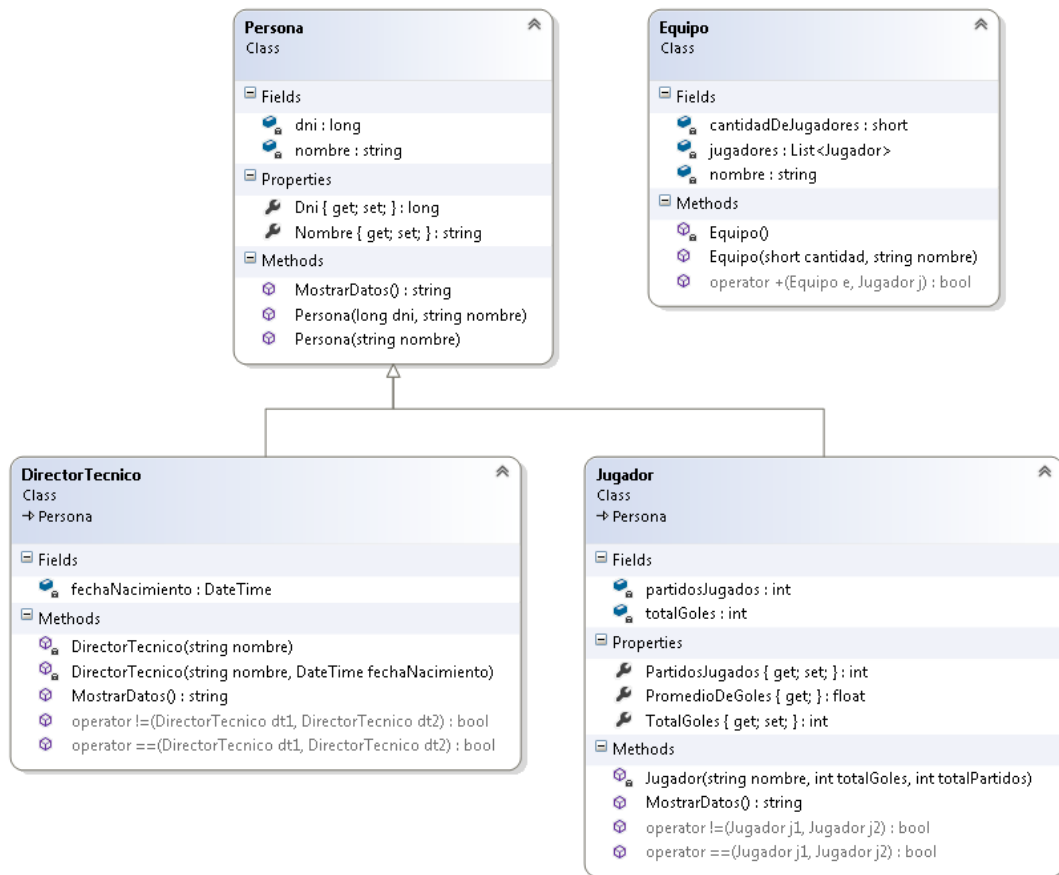 Persona
Class
Fields
dni : long
nombre : string
Properties
Dni { get; set; } : long
Nombre { get; set; } : string
Methods
MostrarDatos() : string
Persona(long dni, string nombre)
Persona(string nombre)
Equipo
Class
Fields
cantidadDeJugadores : short
jugadores : List<Jugador>
nombre : string
Methods
Equipo()
Equipo(short cantidad, string nombre)
operator +(Equipo e, Jugador j) : bool
DirectorTecnico
Class
Persona
Fields
fechaNacimiento : DateTime
Methods
DirectorTecnico(string nombre)
DirectorTecnico(string nombre, DateTime fechaNacimiento)
MostrarDatos() : string
operator !=(DirectorTecnico dt1, DirectorTecnico dt2) : bool
operator ==(DirectorTecnico dt1, DirectorTecnico dt2) : bool
Jugador
Class
Persona
Fields
partidosJugados : int
totalGoles : int
Properties
PartidosJugados { get; set; } : int
PromedioDeGoles { get; } : float
TotalGoles { get; set; } : int
Methods
Jugador(string nombre, int totalGoles, int totalPartidos)
MostrarDatos() : string
operator !=(Jugador j1, Jugador j2) : bool
operator ==(Jugador j1, Jugador j2) : bool